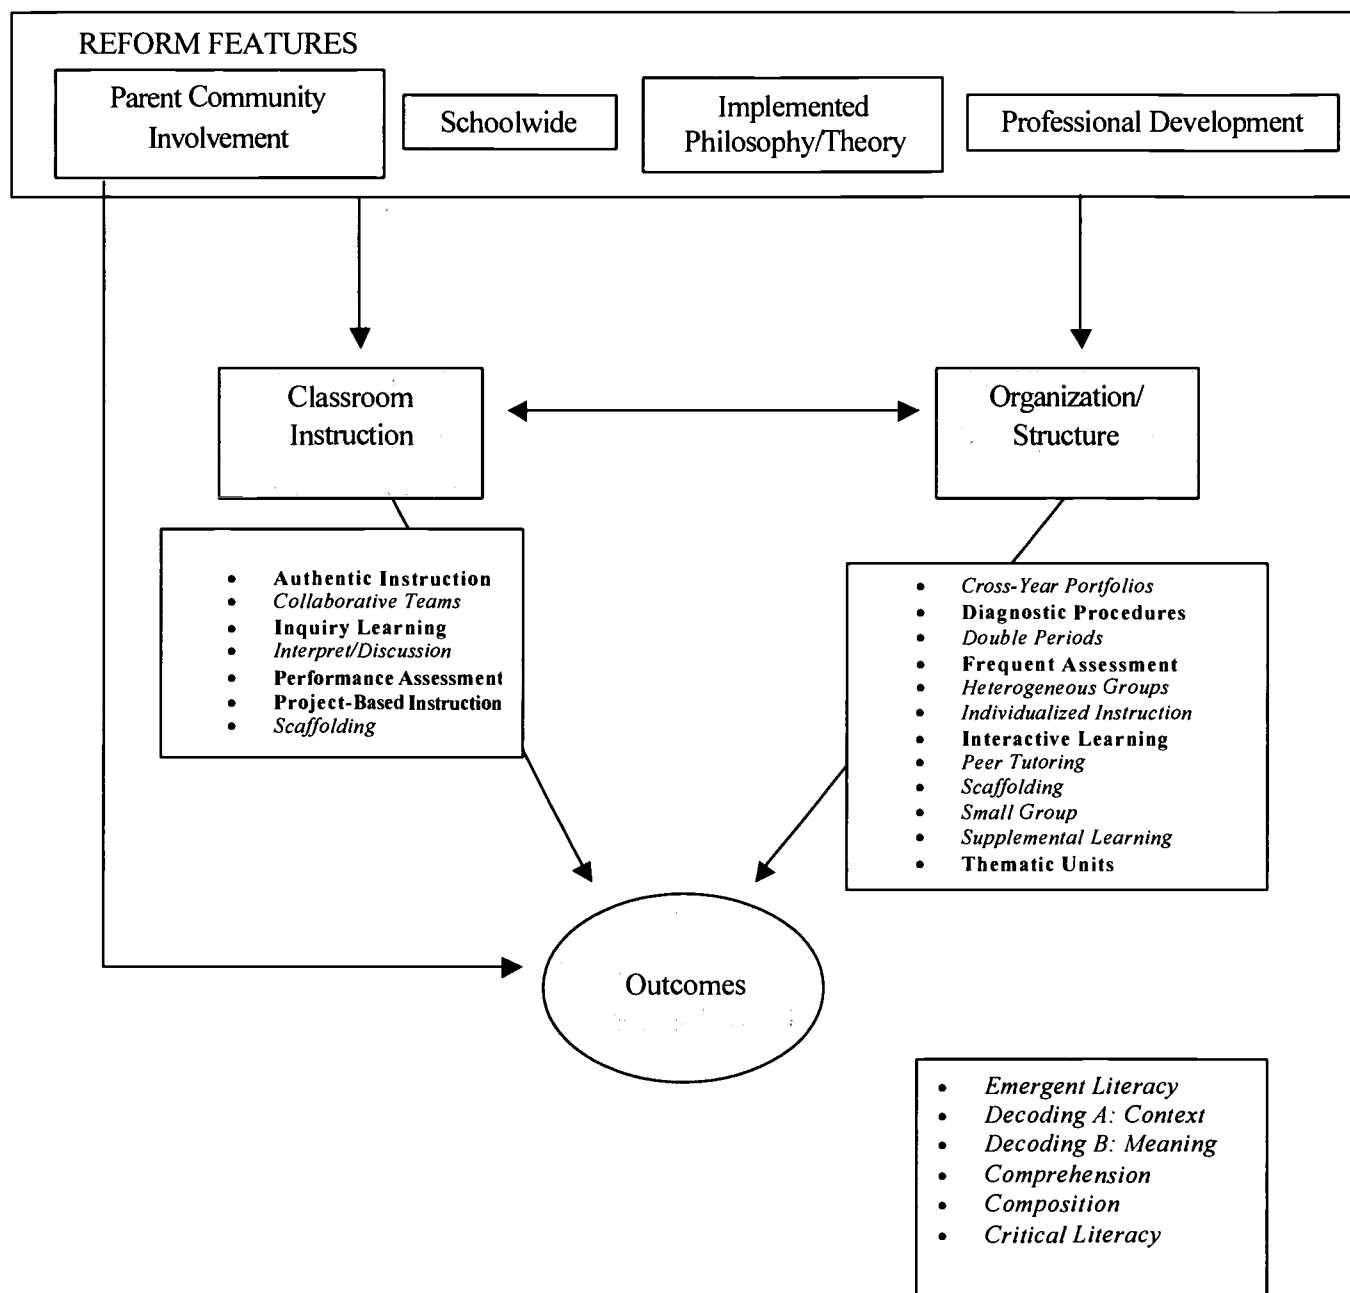 REFORM FEATURES
Parent Community
Involvement
Schoolwide
Implemented
Philosophy/Theory
Professional Development
Classroom
Instruction
Organization/
Structure
• Authentic Instruction
• Collaborative Teams
• Inquiry Learning
• Interpret/Discussion
• Performance Assessment
• Project-Based Instruction
• Scaffolding
• Cross-Year Portfolios
• Diagnostic Procedures
• Double Periods
• Frequent Assessment
• Heterogeneous Groups
• Individualized Instruction
• Interactive Learning
• Peer Tutoring
• Scaffolding
• Small Group
• Supplemental Learning
• Thematic Units
Outcomes
• Emergent Literacy
• Decoding A: Context
• Decoding B: Meaning
• Comprehension
• Composition
• Critical Literacy